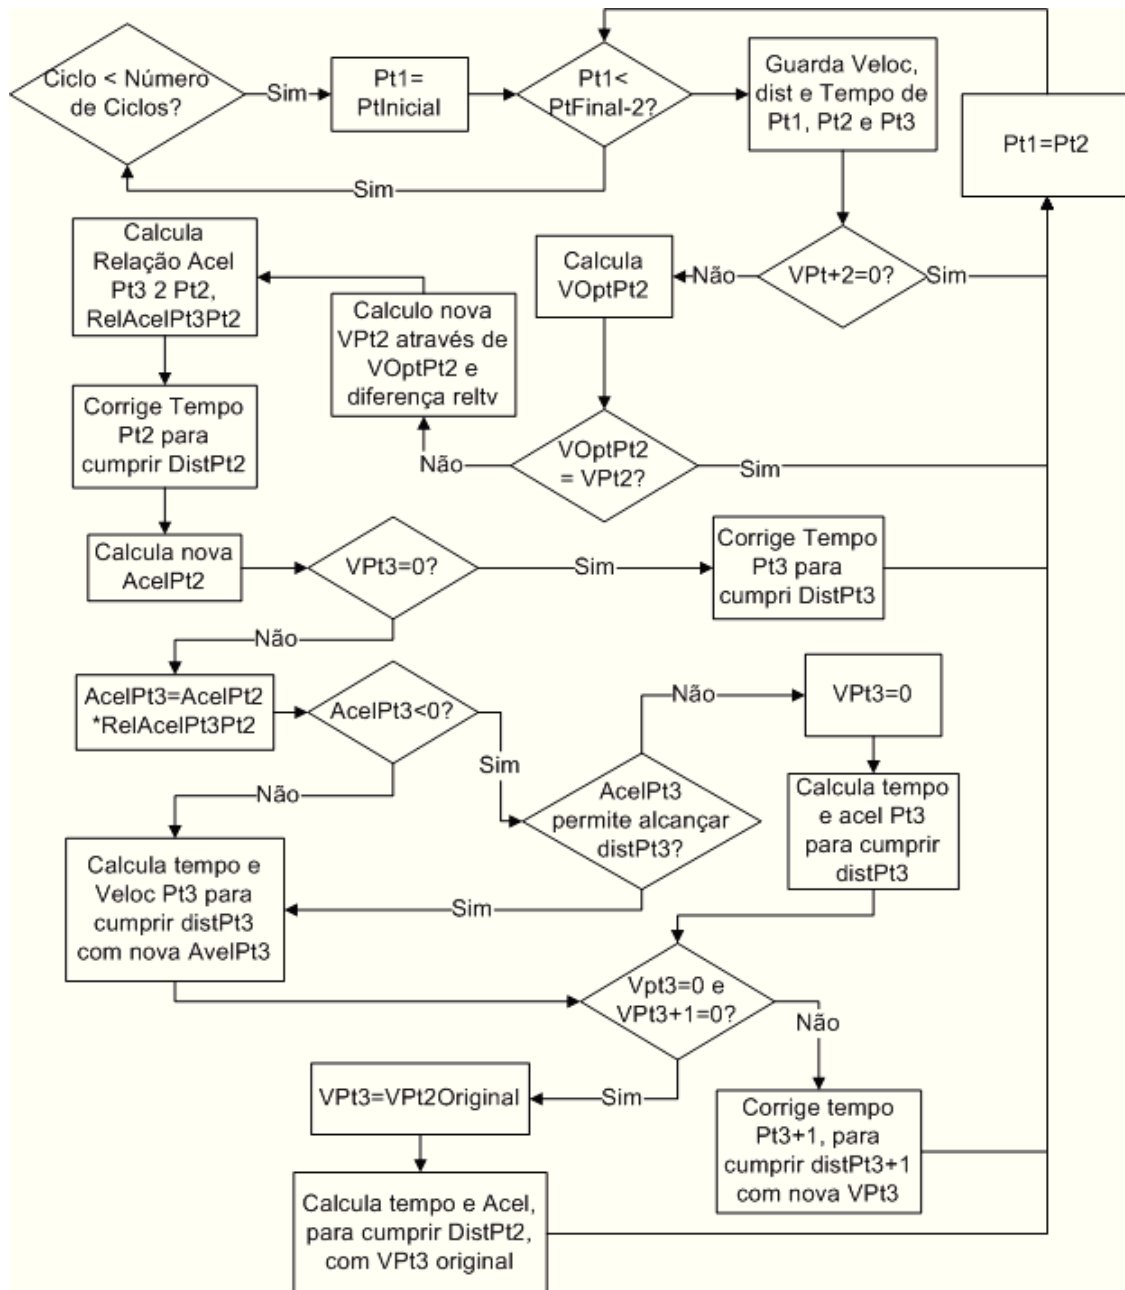 Ciclo < Número
de Ciclos?
Sim
Pt1=
PtInicial
Pt1<
PtFinal-2?
Guarda Veloc,
dist e Tempo de
Pt1, Pt2 e Pt3
Pt1=Pt2
Sim
Calcula
Relação Acel
Pt3 2 Pt2,
RelAcelPt3Pt2
Calculo nova
VPt2 através de
VOptPt2 e
diferença reltv
Calcula
VOptPt2
Não
VPt+2=0?
Sim
Corrige Tempo
Pt2 para
cumprir DistPt2
Não
VOptPt2
= VPt2?
Sim
Calcula nova
AcelPt2
VPt3=0?
Sim
Corrige Tempo
Pt3 para
cumpri DistPt3
Não
AcelPt3=AcelPt2
*RelAcelPt3Pt2
AcelPt3<0?
Sim
Não
VPt3=0
Não
AcelPt3
permite alcançar
distPt3?
Calcula tempo
e acel Pt3
para cumprir
distPt3
Calcula tempo e
Veloc Pt3 para
cumprir distPt3
com nova AvelPt3
Sim
Vpt3=0 e
VPt3+1=0?
Não
VPt3=VPt2Original
Sim
Corrige tempo
Pt3+1, para
cumprir distPt3+1
com nova VPt3
Calcula tempo e Acel,
para cumprir DistPt2,
com VPt3 original